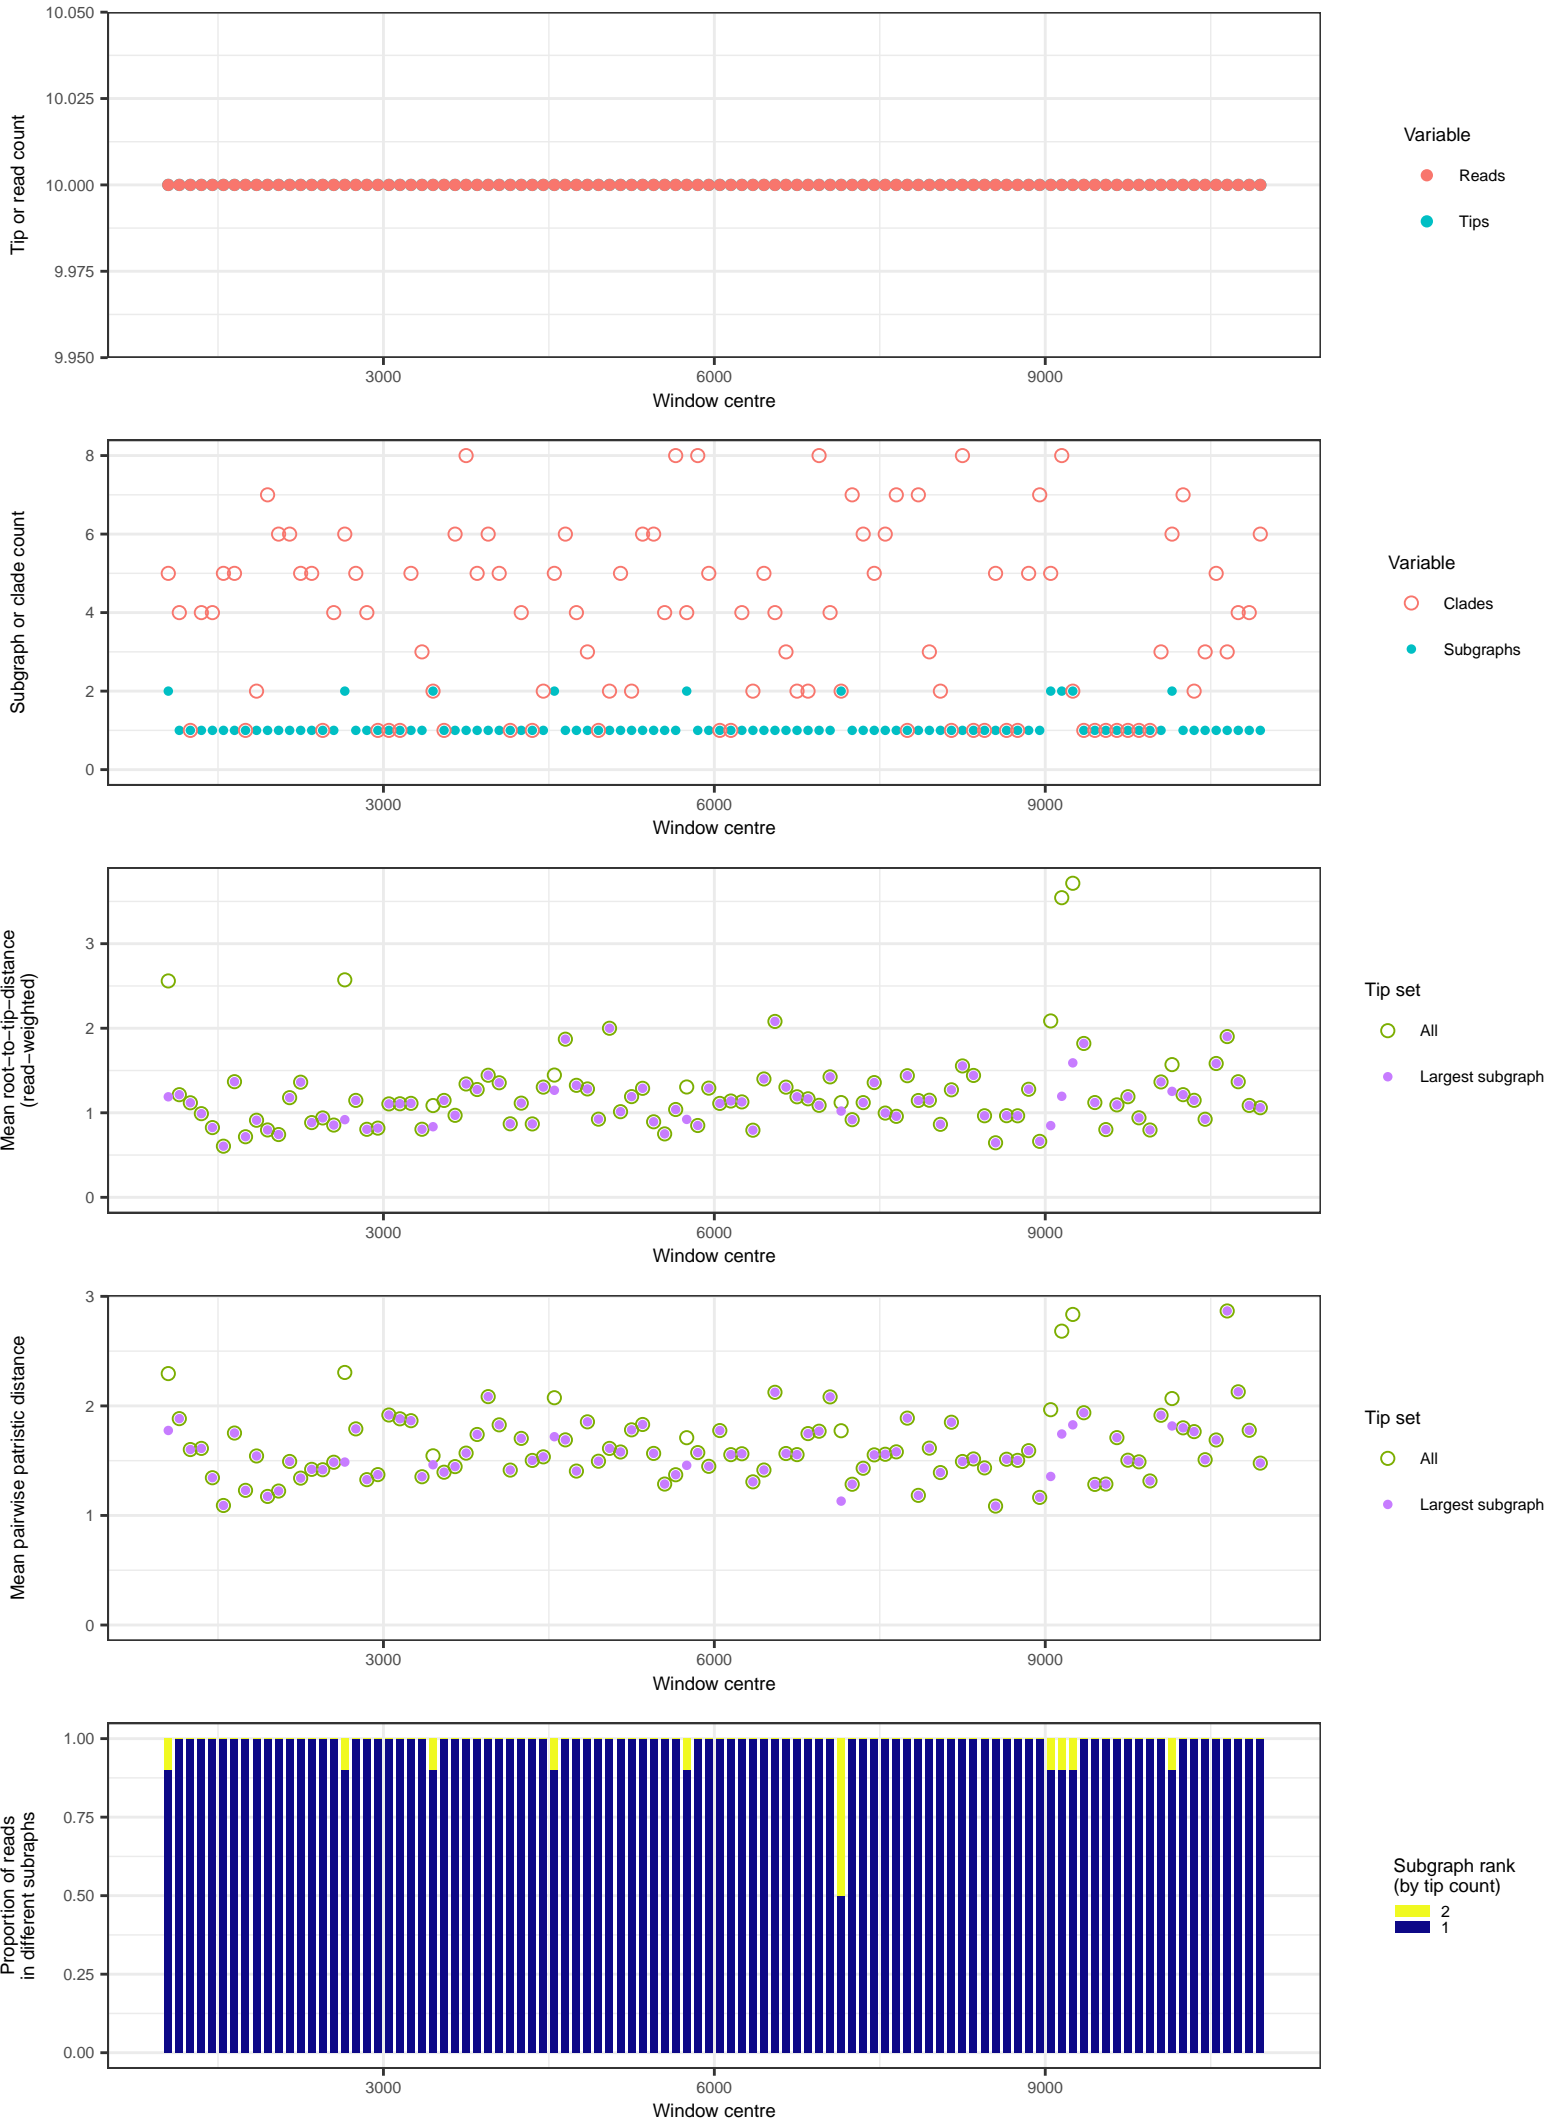 10.050
10.025
10.000
9.975
9.950
Tip or read count
3000 6000 9000
Window centre
Variable
Reads
Tips
8
6
4
2
0
Subgraph or clade count
3000 6000 9000
Window centre
Variable
Clades
Subgraphs
3
2
1
0
Mean root−to−tip−distance
(read−weighted)
3000 6000 9000
Window centre
Tip set
All
Largest subgraph
3
2
1
0
Mean pairwise patristic distance
3000 6000 9000
Window centre
Tip set
All
Largest subgraph
1.00
0.75
0.50
0.25
0.00
Proportion of reads
in different subraphs
3000 6000 9000
Window centre
Subgraph rank
(by tip count)
2
1